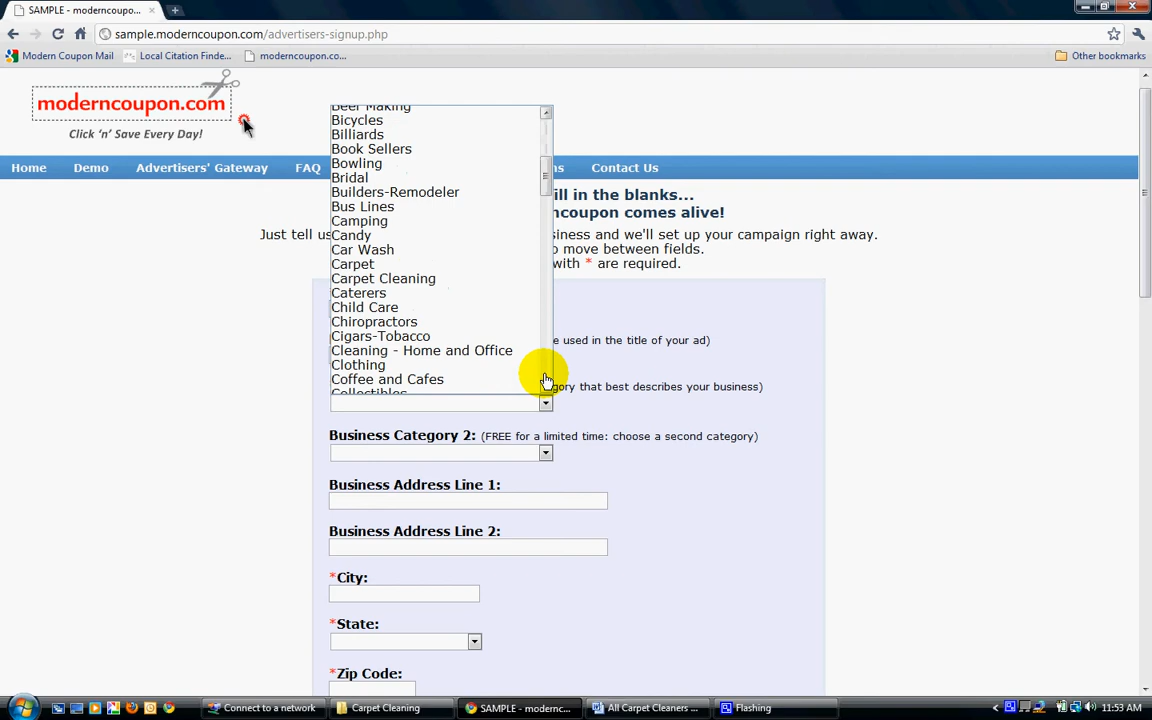 SAMPLE - moderncoupo...
sample.moderncoupon.com/advertisers-signup.php
Modern Coupon Mail
Local Citation Finde...
moderncoupon.co...
Other bookmarks
moderncoupon.com
Click 'n' Save Every Day!
Home
Demo
Advertisers' Gateway
FAQ
Contact Us
ill in the blanks...
ncoupon comes alive!
Just tell us
siness and we'll set up your campaign right away.
o move between fields.
with * are required.
Beer Making
Bicycles
Billiards
Book Sellers
Bowling
Bridal
Builders-Remodeler
Bus Lines
Camping
Candy
Car Wash
Carpet
Carpet Cleaning
Caterers
Child Care
Chiropractors
Cigars-Tobacco
Cleaning - Home and Office
Clothing
Coffee and Cafes
Collectibles
e used in the title of your ad)
gory that best describes your business)
Business Category 2: (FREE for a limited time: choose a second category)
Business Address Line 1:
Business Address Line 2:
*City:
*State:
*Zip Code:
Connect to a network
Carpet Cleaning
SAMPLE - modernc...
All Carpet Cleaners ...
Flashing
11:53 AM